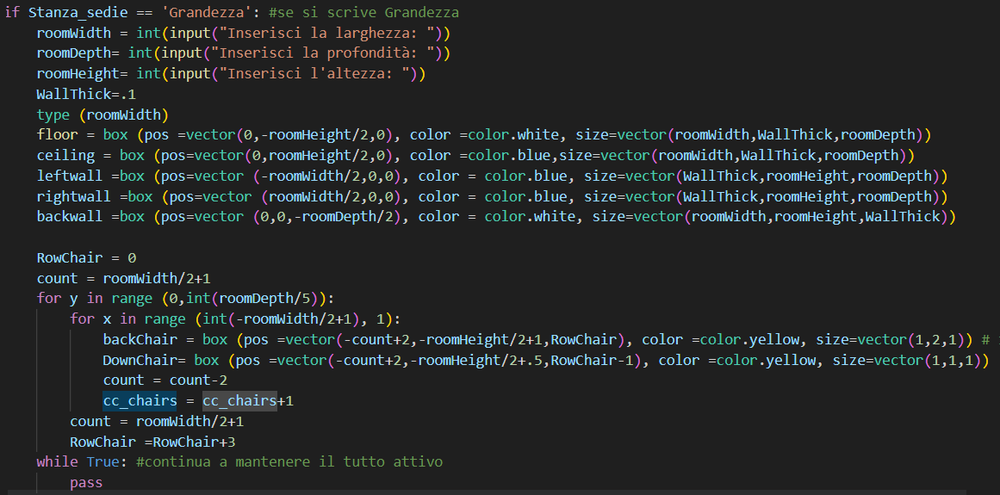 if Stanza_sedie == 'Grandezza': #se si scrive Grandezza
    roomWidth = int(input("Inserisci la larghezza: "))
    roomDepth= int(input("Inserisci la profondità: "))
    roomHeight= int(input("Inserisci l'altezza: "))
    WallThick=.1
    type (roomWidth)
    floor = box (pos =vector(0,-roomHeight/2,0), color =color.white, size=vector(roomWidth,WallThick,roomDepth))
    ceiling = box (pos=vector(0,roomHeight/2,0), color =color.blue,size=vector(roomWidth,WallThick,roomDepth))
    leftwall =box (pos=vector (-roomWidth/2,0,0), color = color.blue, size=vector(WallThick,roomHeight,roomDepth))
    rightwall =box (pos=vector (roomWidth/2,0,0), color = color.blue, size=vector(WallThick,roomHeight,roomDepth))
    backwall =box (pos=vector (0,0,-roomDepth/2), color = color.white, size=vector(roomWidth,roomHeight,WallThick))

    RowChair = 0
    count = roomWidth/2+1
    for y in range (0,int(roomDepth/5)):
        for x in range (int(-roomWidth/2+1), 1):
            backChair = box (pos =vector(-count+2,-roomHeight/2+1,RowChair), color =color.yellow, size=vector(1,2,1)) #
            DownChair= box (pos =vector(-count+2,-roomHeight/2+.5,RowChair-1), color =color.yellow, size=vector(1,1,1))
            count = count-2
            cc_chairs = cc_chairs+1
        count = roomWidth/2+1
        RowChair =RowChair+3
    while True: #continua a mantenere il tutto attivo
        pass